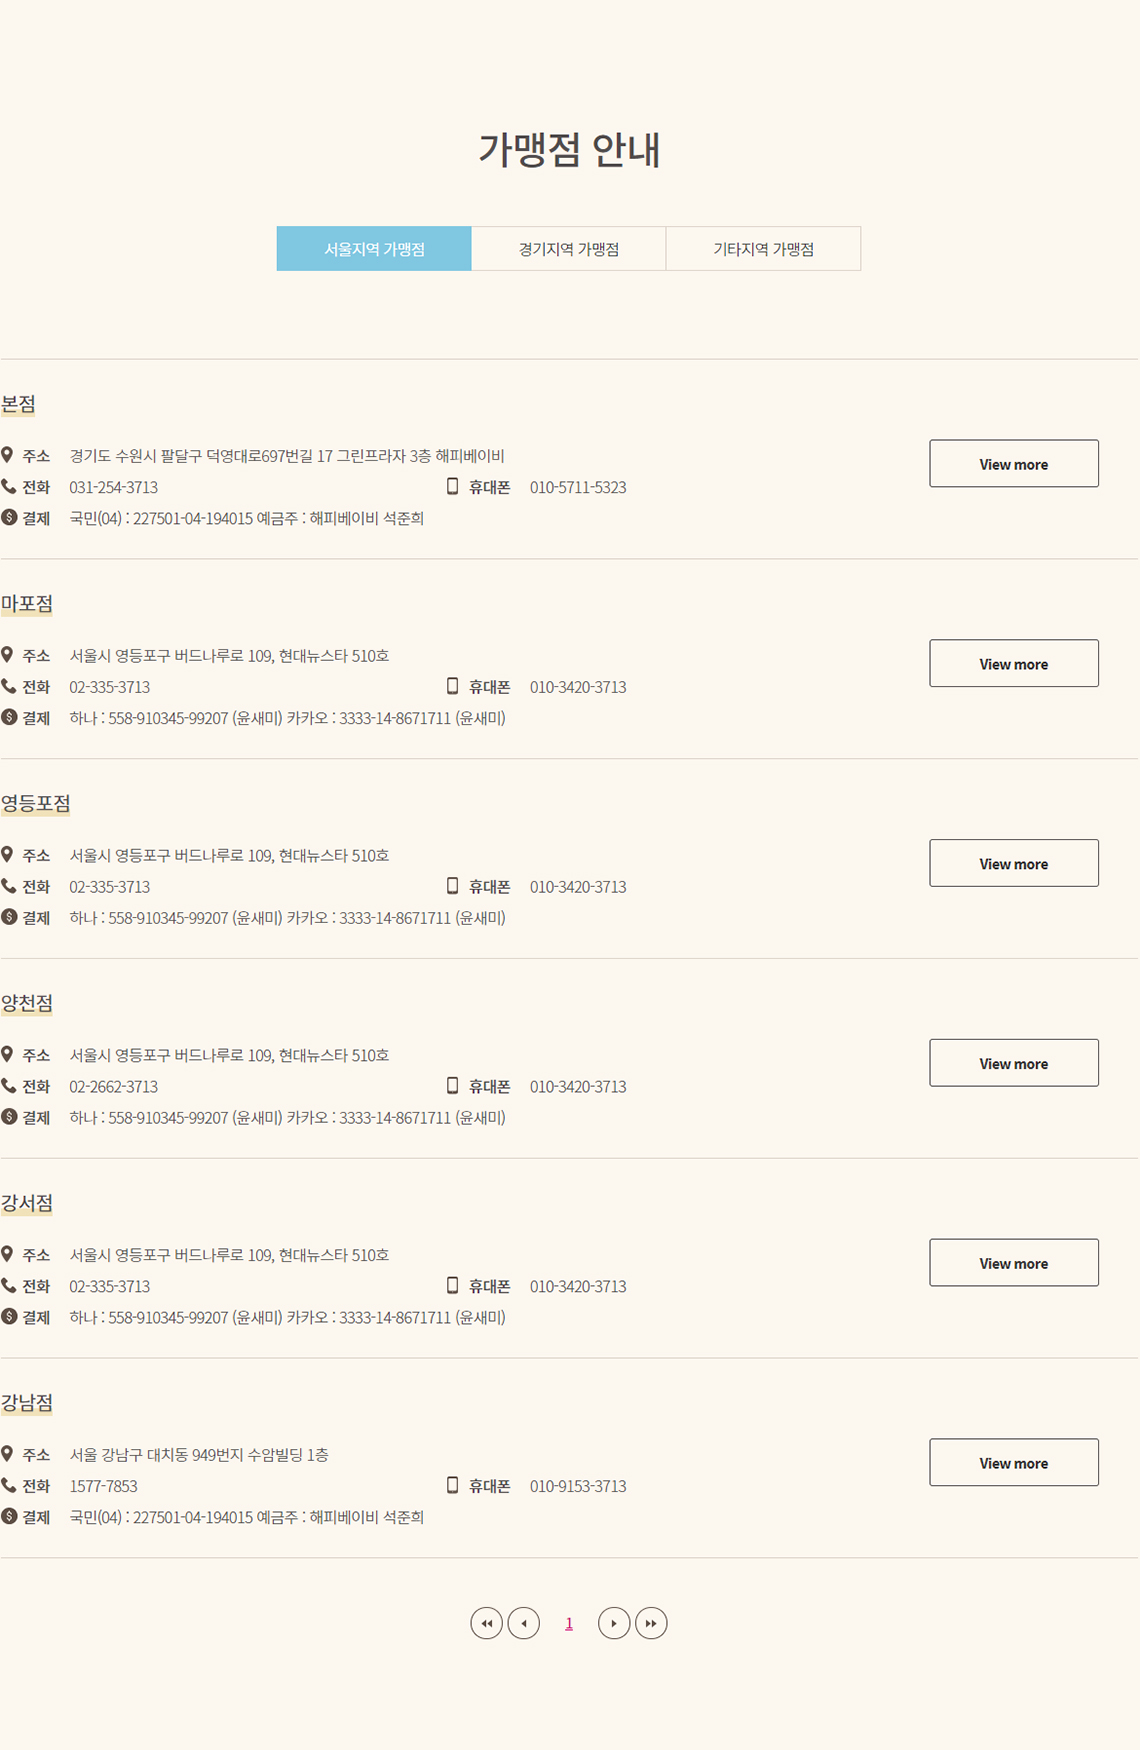 가맹점 안내
서울지역 가맹점 경기지역 가맹점 기타지역 가맹점
본점
주소 경기도 수원시 팔달구 덕영대로697번길 17 그린프라자 3층 해피베이비
View more
전화 031-254-3713 휴대폰 010-5711-5323
결제 국민(04) : 227501-04-194015 예금주 : 해피베이비 석준희
마포점
주소 서울시 영등포구 버드나루로 109, 현대뉴스타 510호
View more
전화 02-335-3713 휴대폰 010-3420-3713
결제 하나 : 558-910345-99207 (윤새미) 카카오 : 3333-14-8671711 (윤새미)
영등포점
주소 서울시 영등포구 버드나루로 109, 현대뉴스타 510호
View more
전화 02-335-3713 휴대폰 010-3420-3713
결제 하나 : 558-910345-99207 (윤새미) 카카오 : 3333-14-8671711 (윤새미)
양천점
주소 서울시 영등포구 버드나루로 109, 현대뉴스타 510호
View more
전화 02-2662-3713 휴대폰 010-3420-3713
결제 하나 : 558-910345-99207 (윤새미) 카카오 : 3333-14-8671711 (윤새미)
강서점
주소 서울시 영등포구 버드나루로 109, 현대뉴스타 510호
View more
전화 02-335-3713 휴대폰 010-3420-3713
결제 하나 : 558-910345-99207 (윤새미) 카카오 : 3333-14-8671711 (윤새미)
강남점
주소 서울 강남구 대치동 949번지 수암빌딩 1층
View more
전화 1577-7853 휴대폰 010-9153-3713
결제 국민(04) : 227501-04-194015 예금주 : 해피베이비 석준희
1